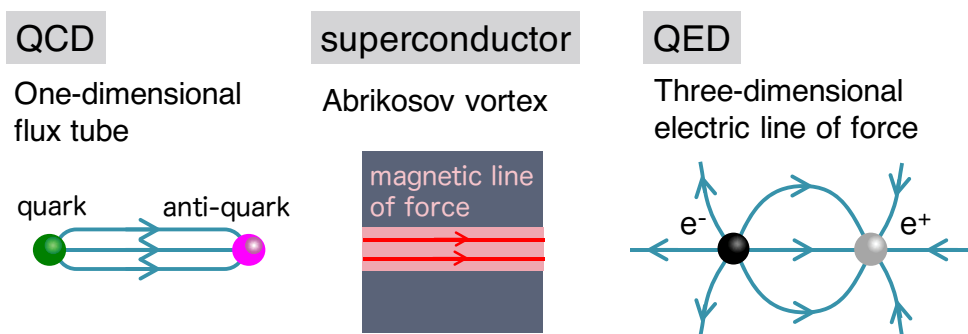 QCD
One-dimensional
flux tube
quark
anti-quark
superconductor
Abrikosov vortex
magnetic line
of force
QED
Three-dimensional
electric line of force
e-
e+